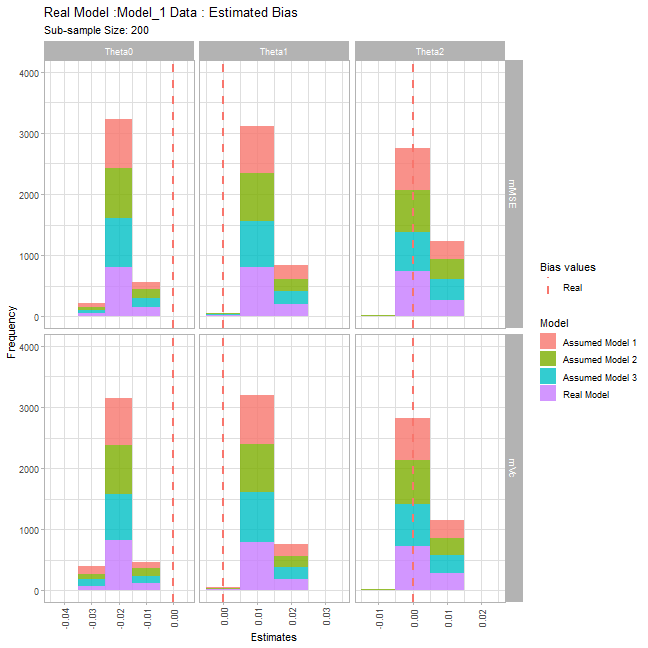 Real Model :Model_1 Data : Estimated Bias
Sub-sample Size: 200
Theta0 Theta1 Theta2
4000
3000
2000
1000
0
mMSE
4000
3000
2000
1000
0
mVc
Frequency
-0.04 -0.03 -0.02 -0.01 0.00 0.00 0.01 0.02 0.03 -0.01 0.00 0.01 0.02
Estimates
Bias values
Real
Model
Assumed Model 1
Assumed Model 2
Assumed Model 3
Real Model